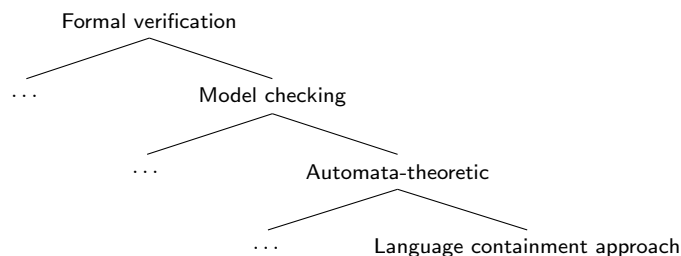 Formal verification
... Model checking
... Automata-theoretic
... Language containment approach